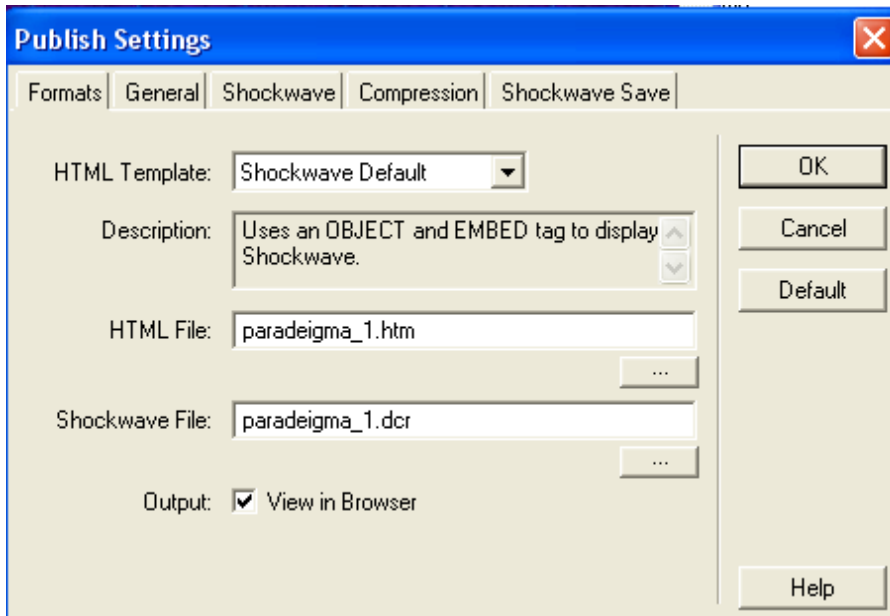 Publish Settings
Formats General Shockwave Compression Shockwave Save
HTML Template: Shockwave Default
OK
Description: Uses an OBJECT and EMBED tag to display
Shockwave.
Cancel
Default
HTML File: paradeigma_1.htm
...
Shockwave File: paradeigma_1.dcr
...
Output: View in Browser
Help